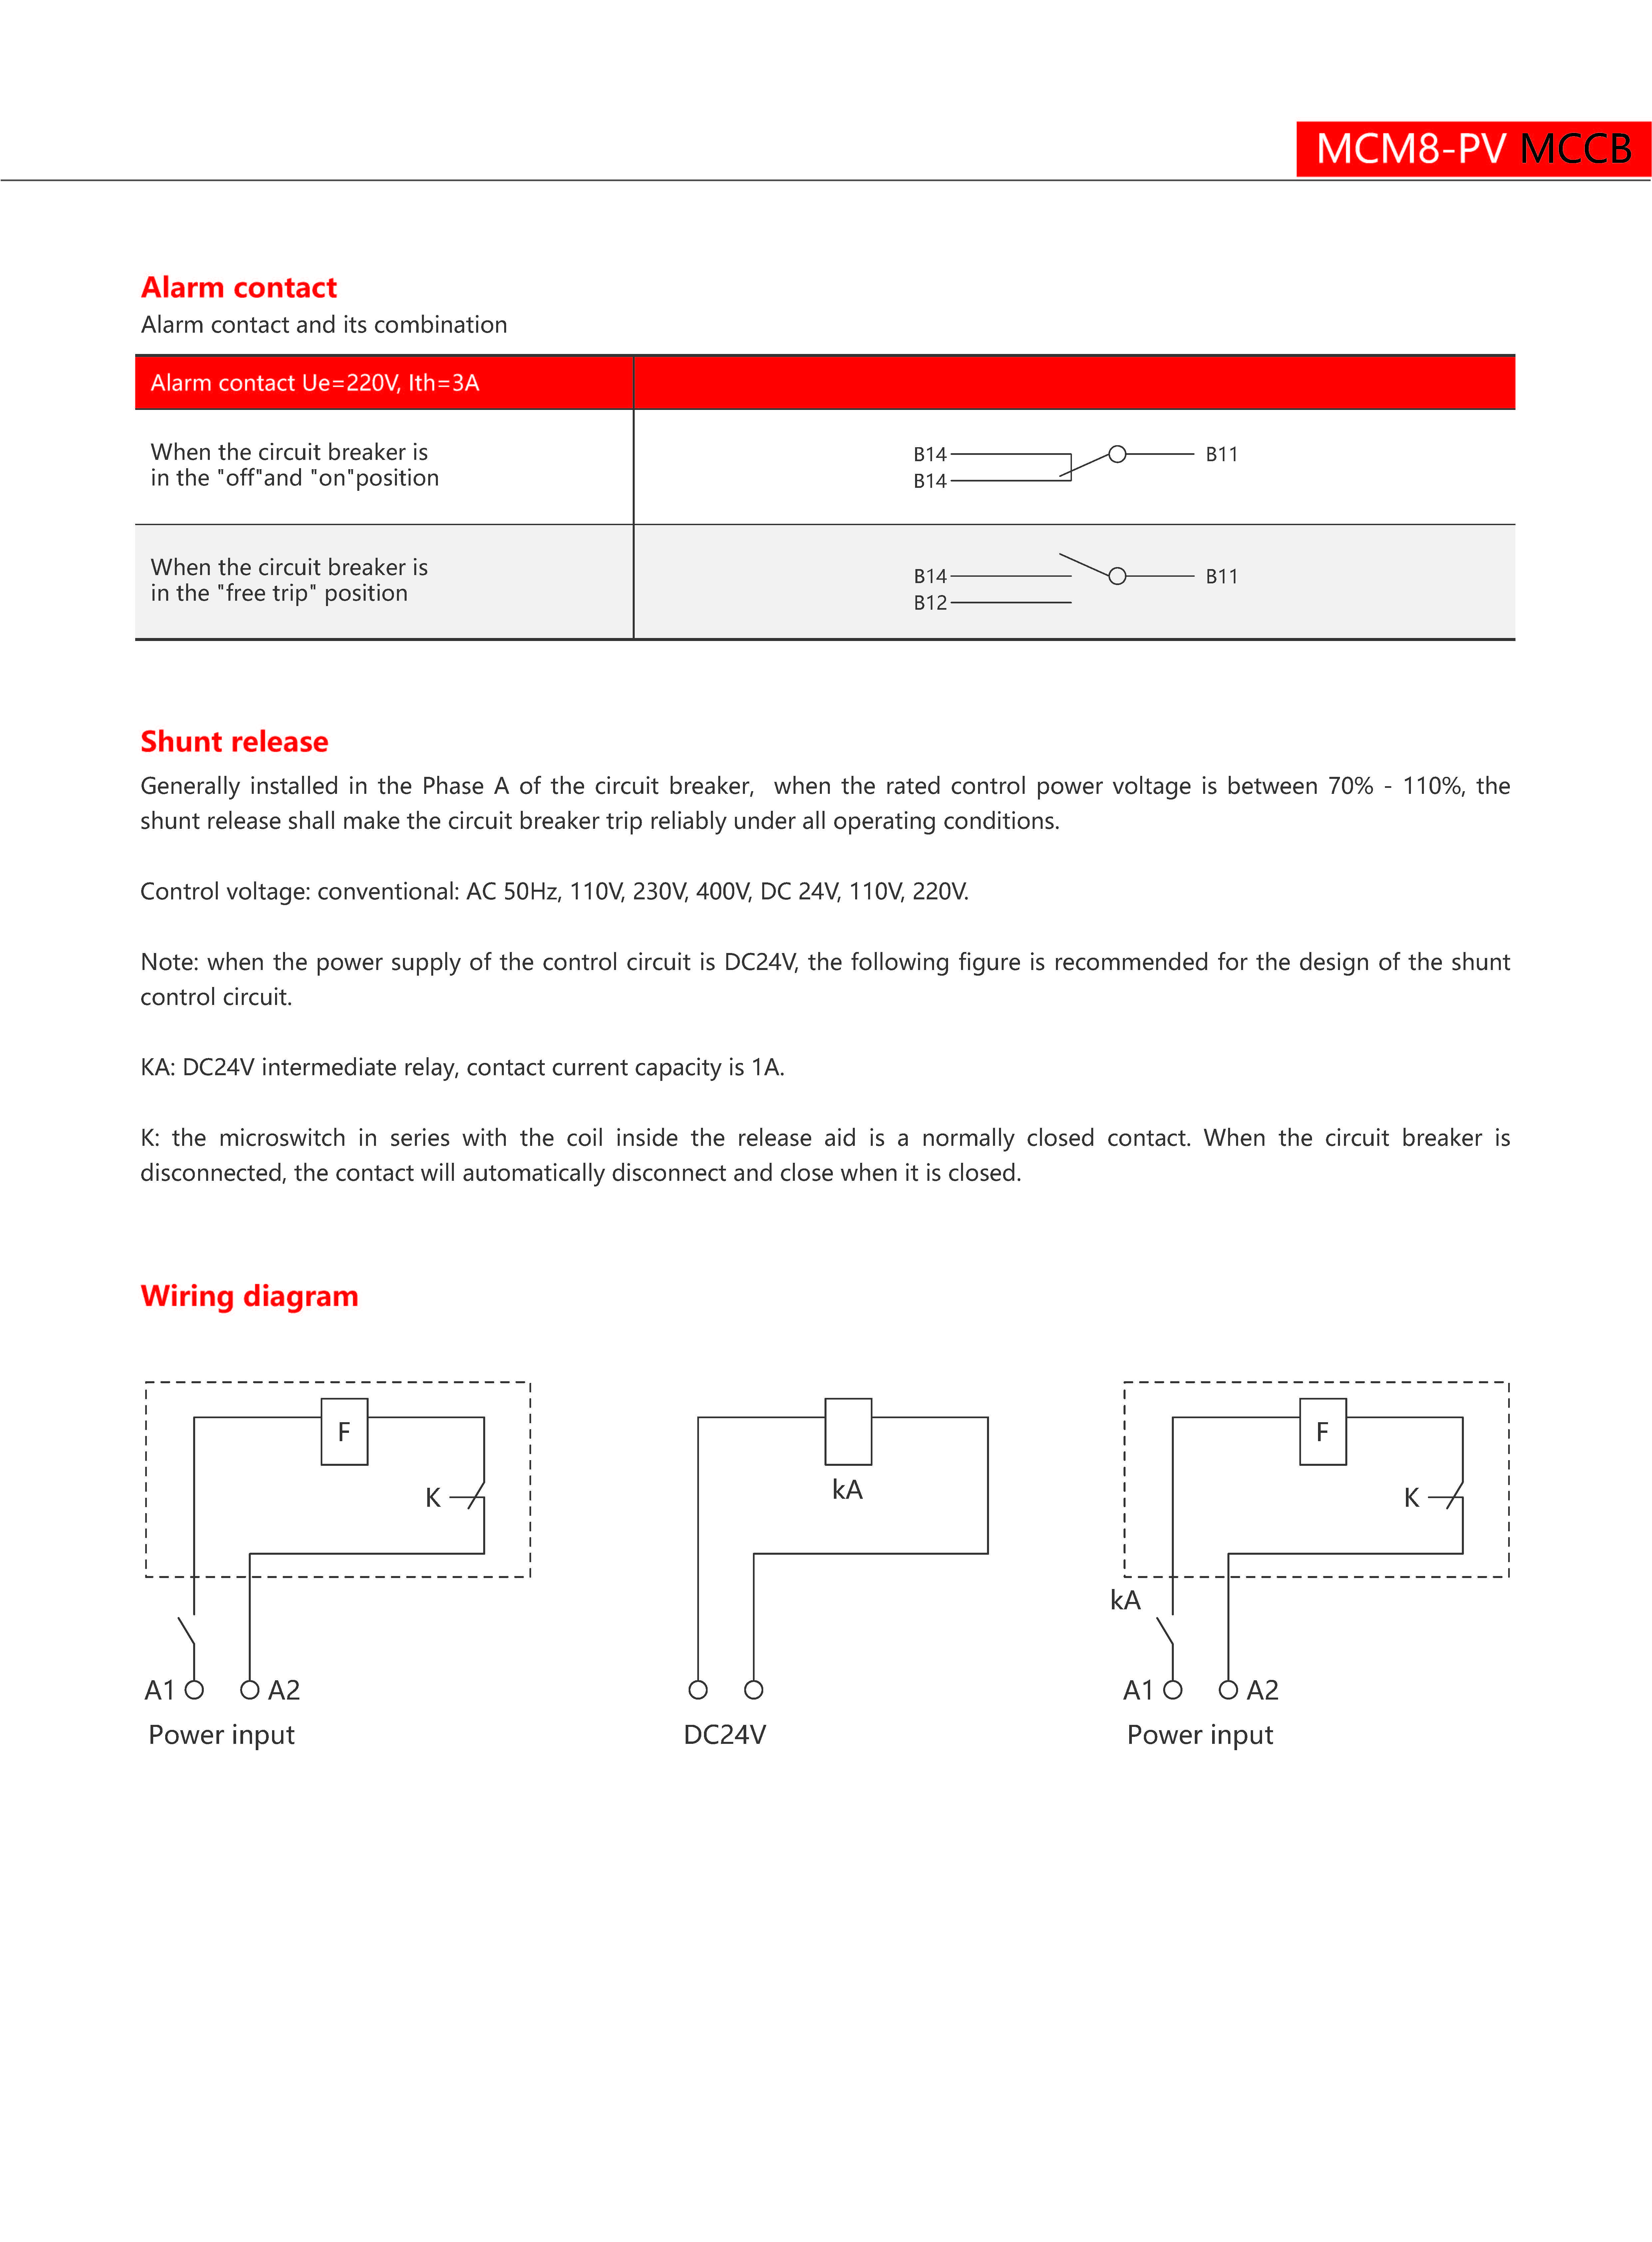 MCM8-PV MCCB
Alarm contact
Alarm contact and its combination
Alarm contact Ue=220V, Ith=3A
When the circuit breaker is
in the "off"and "on"position
B14
B14
B11
When the circuit breaker is
in the "free trip" position
B14
B12
B11
Shunt release
Generally installed in the Phase A of the circuit breaker, when the rated control power voltage is between 70% - 110%, the
shunt release shall make the circuit breaker trip reliably under all operating conditions.
Control voltage: conventional: AC 50Hz, 110V, 230V, 400V, DC 24V, 110V, 220V.
Note: when the power supply of the control circuit is DC24V, the following figure is recommended for the design of the shunt
control circuit.
KA: DC24V intermediate relay, contact current capacity is 1A.
K: the microswitch in series with the coil inside the release aid is a normally closed contact. When the circuit breaker is
disconnected, the contact will automatically disconnect and close when it is closed.
Wiring diagram
F
K
A1
A2
Power input
kA
DC24V
F
K
kA
A1
A2
Power input